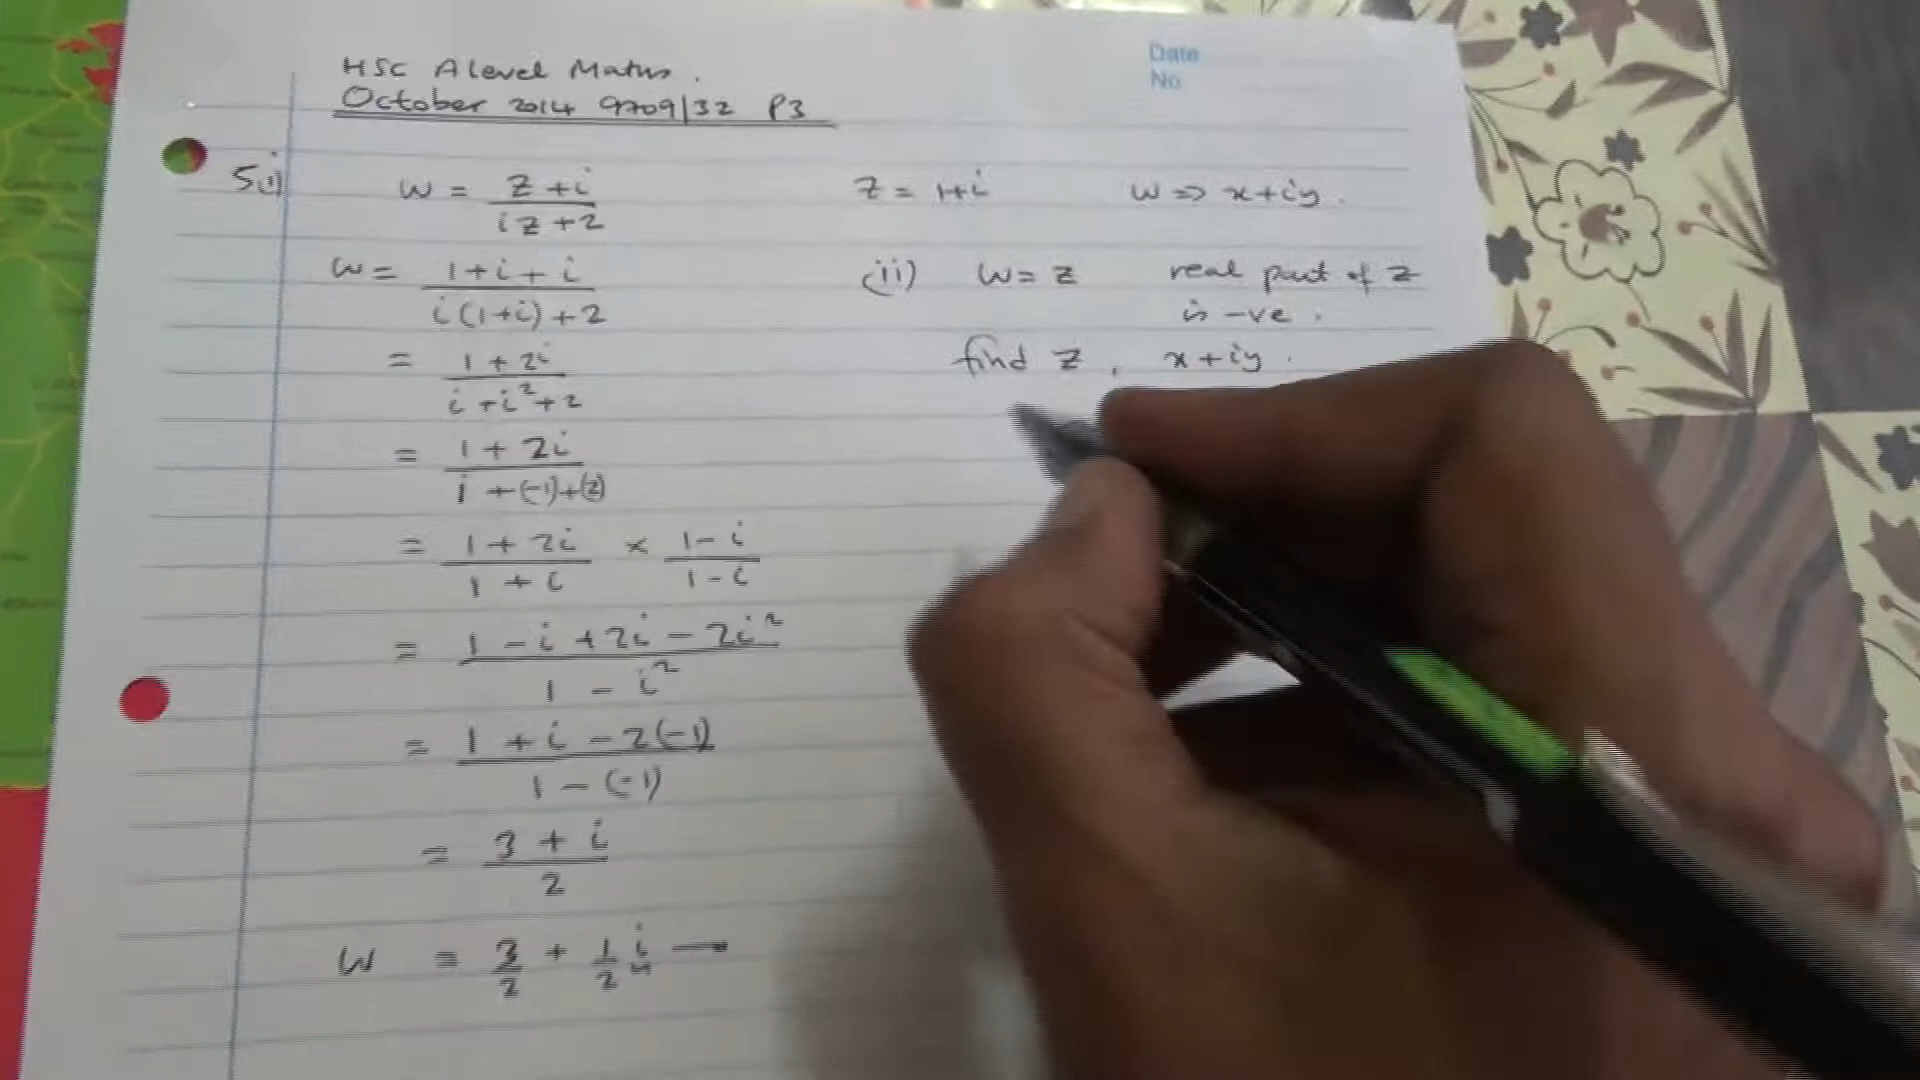 HSC A level Maths.
October 2014 9709/32 P3
Date
No
5(i) w = z + i / iz + 2
z = 1+i w => x+iy.
w = 1 + i + i / i(1+i) + 2
= 1 + 2i / i + i² + 2
= 1 + 2i / i + (-1) + (2)
= 1 + 2i / 1 + i × 1 - i / 1 - i
= 1 - i + 2i - 2i² / 1 - i²
= 1 + i - 2(-1) / 1 - (-1)
= 3 + i / 2
w = 3/2 + 1/2 i
(ii) w = z real part of z
is -ve.
find z, x + iy.